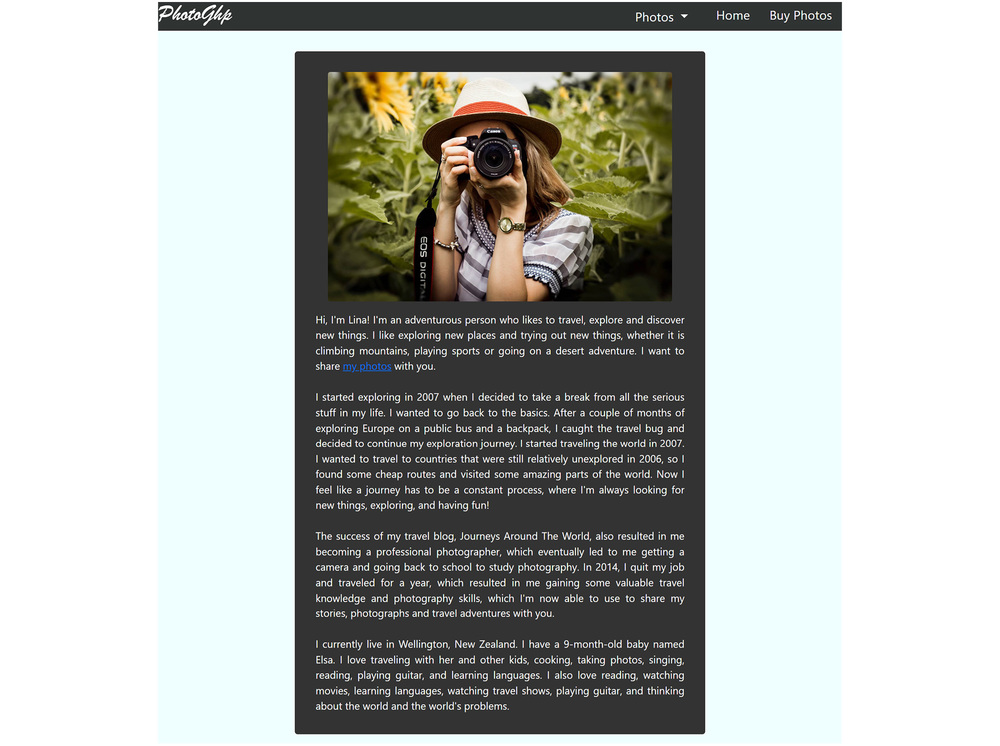 PhotoGhp
Photos
Home
Buy Photos
Canon
EOS DIGIT
Hi, I'm Lina! I'm an adventurous person who likes to travel, explore and discover
new things. I like exploring new places and trying out new things, whether it is
climbing mountains, playing sports or going on a desert adventure. I want to
share my photos with you.
I started exploring in 2007 when I decided to take a break from all the serious
stuff in my life. I wanted to go back to the basics. After a couple of months of
exploring Europe on a public bus and a backpack, I caught the travel bug and
decided to continue my exploration journey. I started traveling the world in 2007.
I wanted to travel to countries that were still relatively unexplored in 2006, so I
found some cheap routes and visited some amazing parts of the world. Now I
feel like a journey has to be a constant process, where I'm always looking for
new things, exploring, and having fun!
The success of my travel blog, Journeys Around The World, also resulted in me
becoming a professional photographer, which eventually led to me getting a
camera and going back to school to study photography. In 2014, I quit my job
and traveled for a year, which resulted in me gaining some valuable travel
knowledge and photography skills, which I'm now able to use to share my
stories, photographs and travel adventures with you.
I currently live in Wellington, New Zealand. I have a 9-month-old baby named
Elsa. I love traveling with her and other kids, cooking, taking photos, singing,
reading, playing guitar, and learning languages. I also love reading, watching
movies, learning languages, watching travel shows, playing guitar, and thinking
about the world and the world's problems.